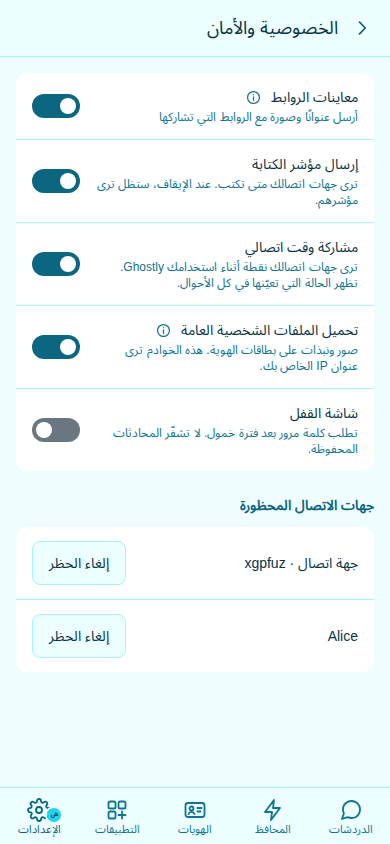 الخصوصية والأمان
معاينات الروابط
أرسل عنوانًا وصورة مع الروابط التي تشاركها
إرسال مؤشر الكتابة
ترى جهات اتصالك متى تكتب. عند الإيقاف، ستظل ترى
مؤشرهم.
مشاركة وقت اتصالي
ترى جهات اتصالك نقطة أثناء استخدامك Ghostly.
تظهر الحالة التي تعيّنها في كل الأحوال.
تحميل الملفات الشخصية العامة
صور ونبذات على بطاقات الهوية. هذه الخوادم ترى
عنوان IP الخاص بك.
شاشة القفل
تطلب كلمة مرور بعد فترة خمول. لا تشفّر المحادثات
المحفوظة.
جهات الاتصال المحظورة
جهة اتصال · xgpfuz
إلغاء الحظر
Alice
إلغاء الحظر
الدردشات
المحافظ
الهويات
التطبيقات
الإعدادات